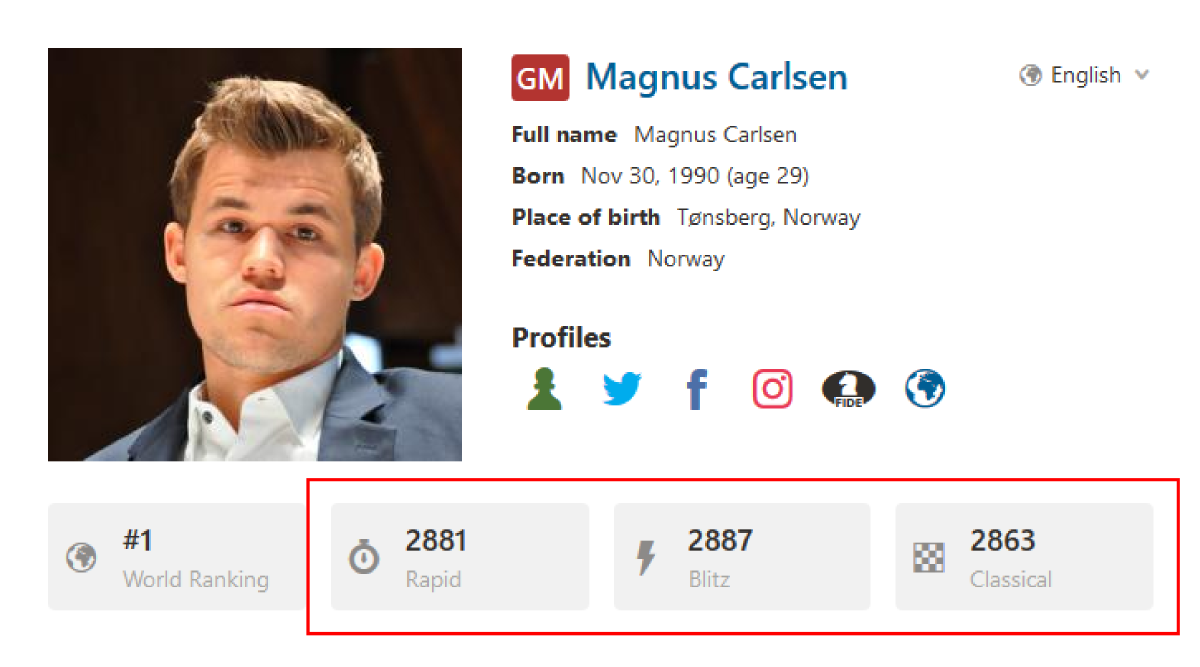 GM Magnus Carlsen
English
Full name Magnus Carlsen
Born Nov 30, 1990 (age 29)
Place of birth Tønsberg, Norway
Federation Norway
Profiles
FIDE
#1
World Ranking
2881
Rapid
2887
Blitz
2863
Classical